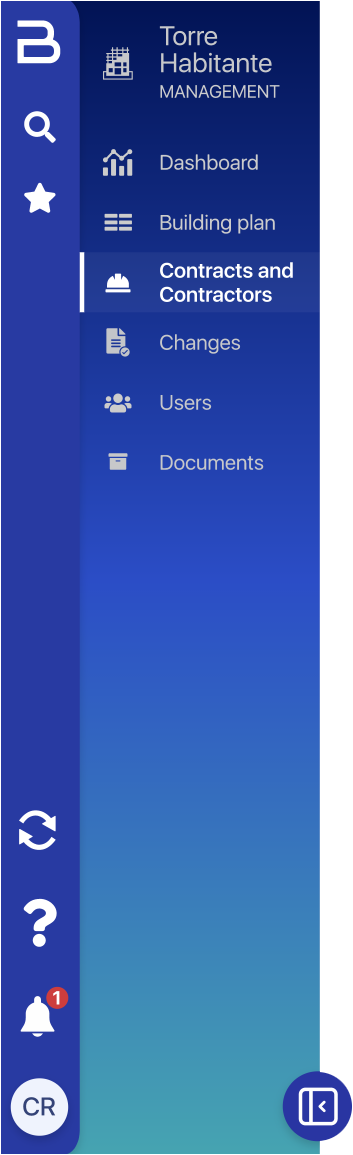 B
Torre
Habitante
MANAGEMENT
Dashboard
Building plan
Contracts and
Contractors
Changes
Users
Documents
?
1
CR